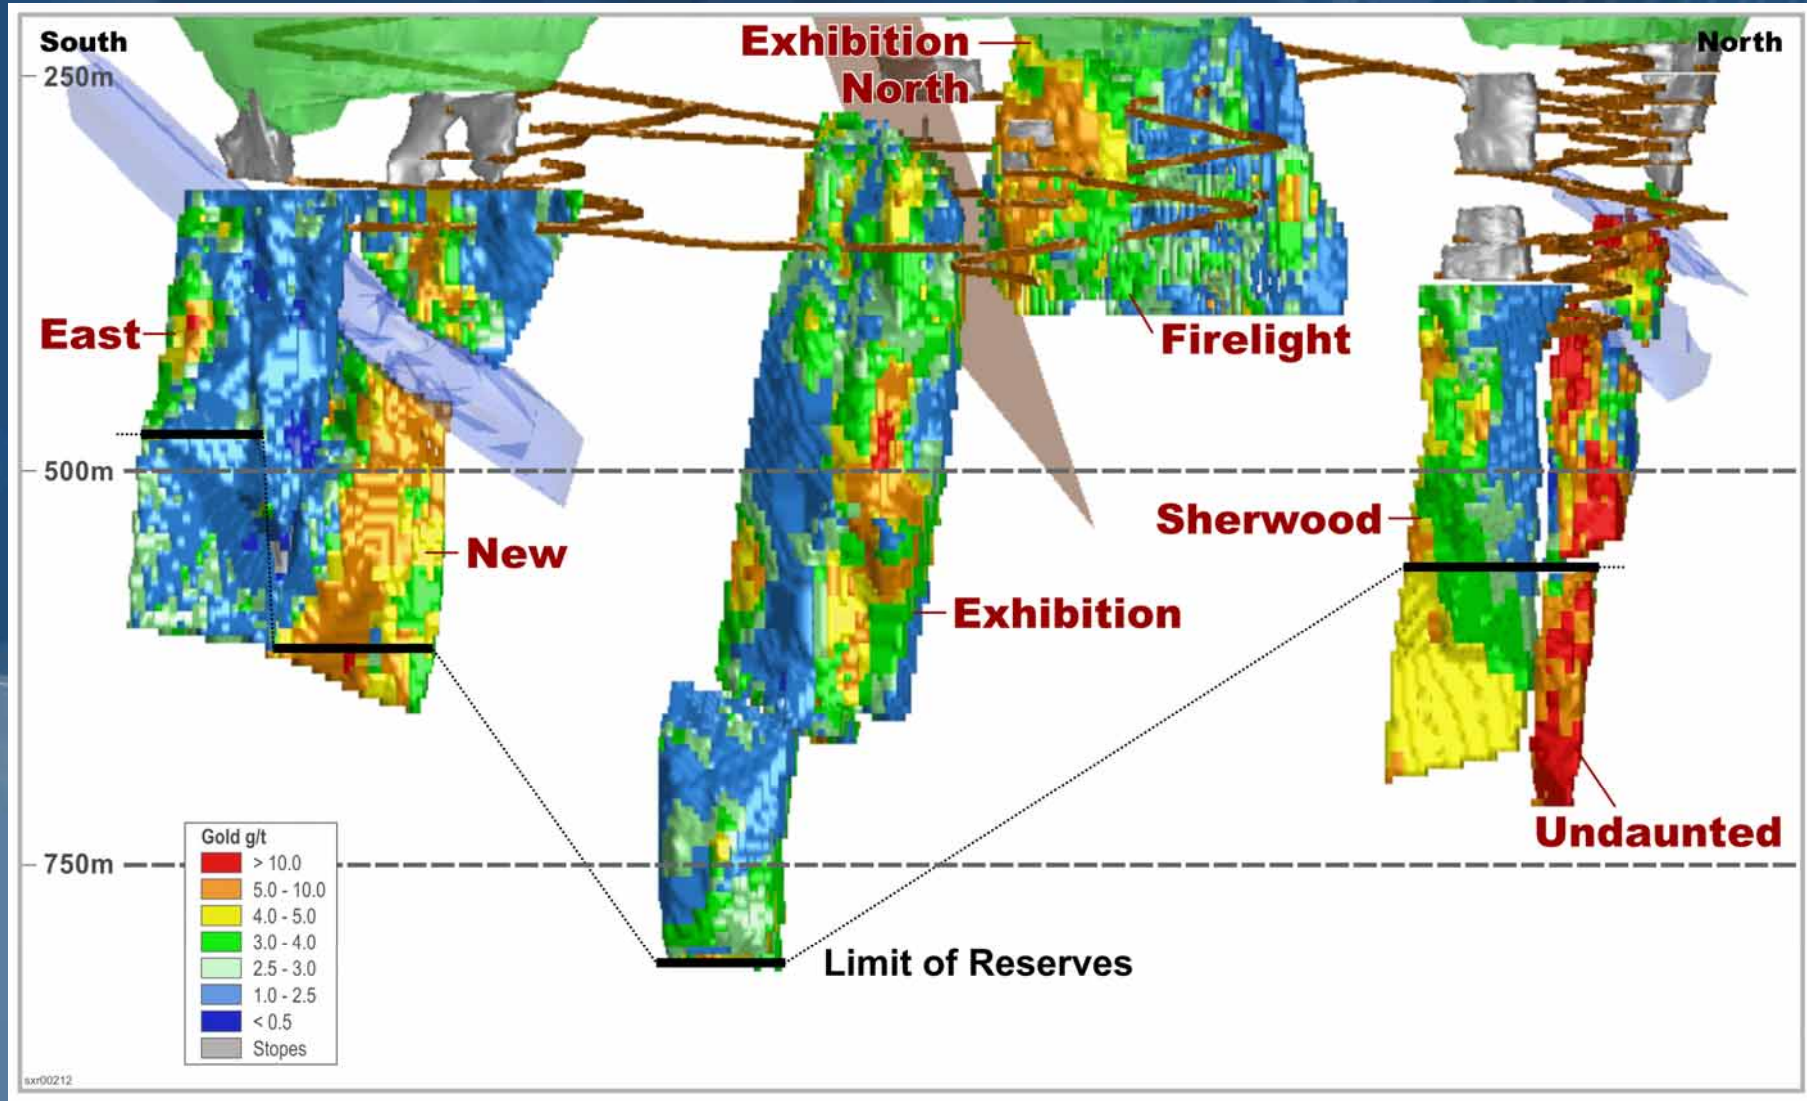 South
North
250m
Exhibition
North
East
Firelight
500m
Sherwood
New
Exhibition
Undaunted
750m
Limit of Reserves
Gold g/t
> 10.0
5.0 - 10.0
4.0 - 5.0
3.0 - 4.0
2.5 - 3.0
1.0 - 2.5
< 0.5
Stopes
sxr00212